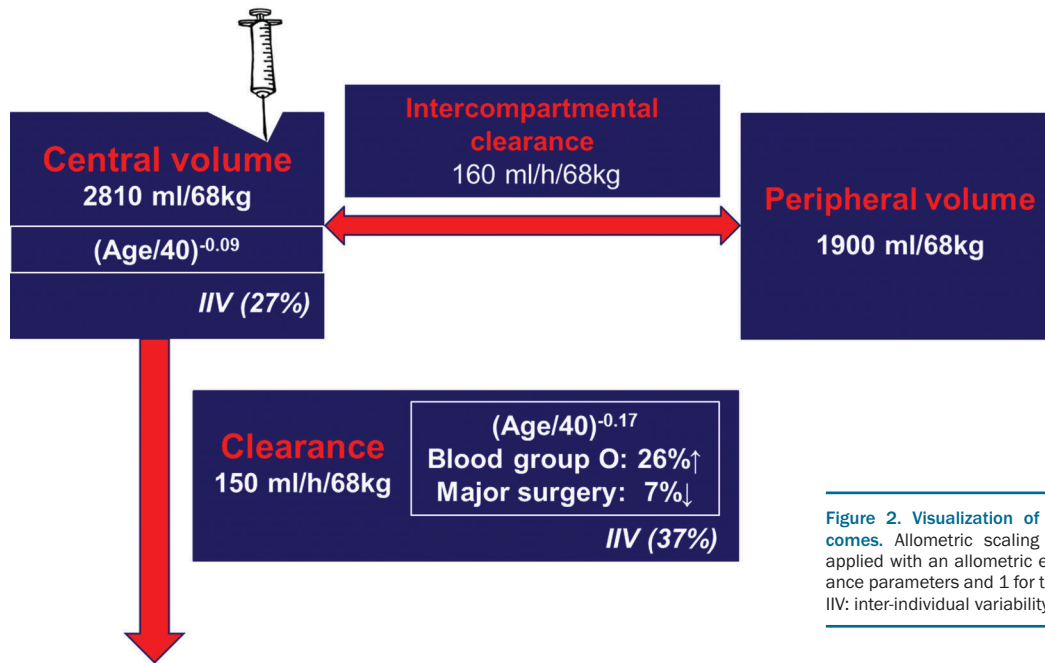 Intercompartmental
clearance
160 ml/h/68kg
Central volume
2810 ml/68kg
(Age/40)-0.09
IIV (27%)
Peripheral volume
1900 ml/68kg
Clearance
150 ml/h/68kg
(Age/40)-0.17
Blood group O: 26%↑
Major surgery: 7%↓
IIV (37%)
Figure 2. Visualization of
comes. Allometric scaling
applied with an allometric e
ance parameters and 1 for t
IIV: inter-individual variability